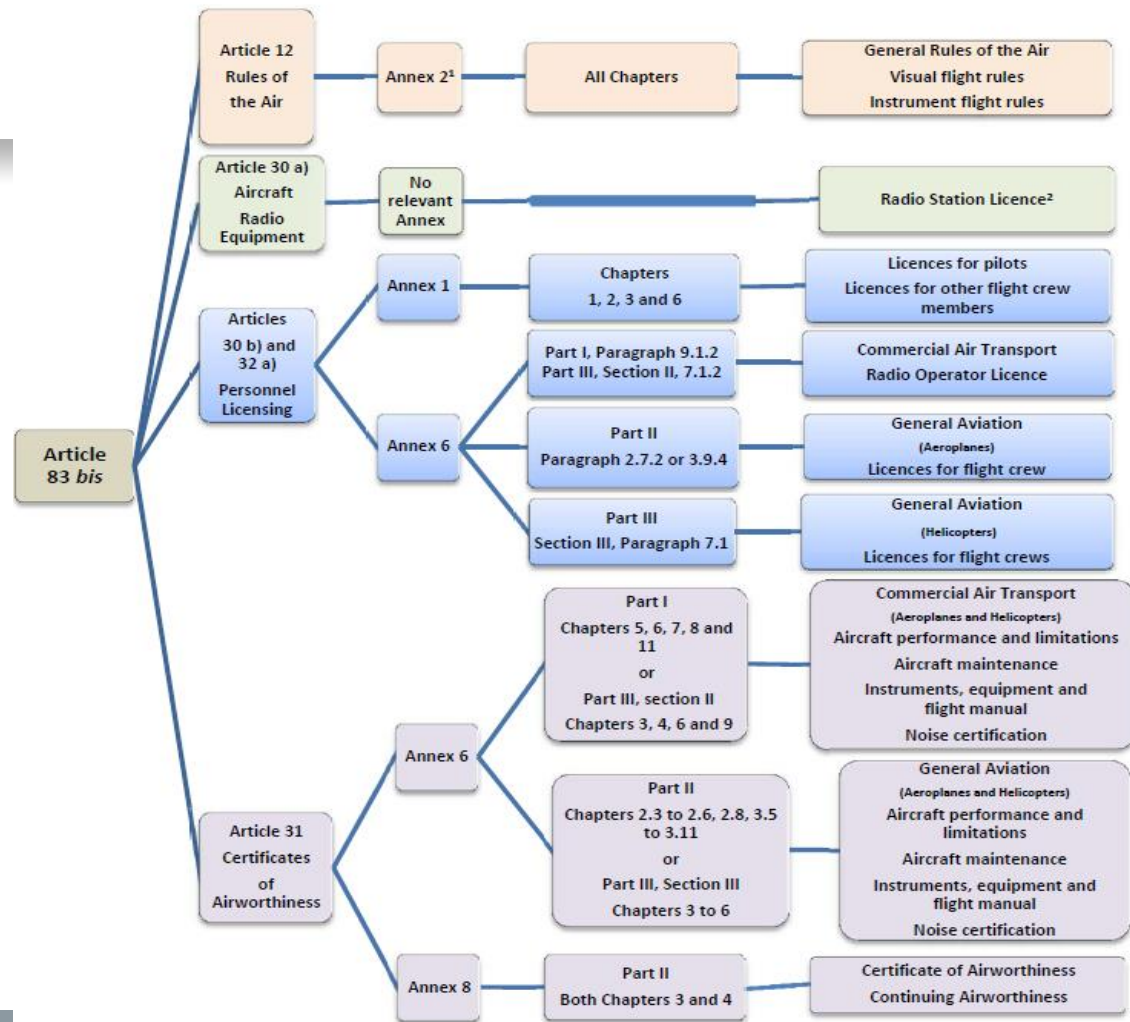 Article 83 bis
Article 12
Rules of
the Air
Annex 2¹
All Chapters
General Rules of the Air
Visual flight rules
Instrument flight rules
Article 30 a)
Aircraft
Radio
Equipment
No
relevant
Annex
Radio Station Licence²
Articles
30 b) and
32 a)
Personnel
Licensing
Annex 1
Chapters
1, 2, 3 and 6
Licences for pilots
Licences for other flight crew
members
Annex 6
Part I, Paragraph 9.1.2
Part III, Section II, 7.1.2
Commercial Air Transport
Radio Operator Licence
Part II
Paragraph 2.7.2 or 3.9.4
General Aviation
(Aeroplanes)
Licences for flight crew
Part III
Section III, Paragraph 7.1
General Aviation
(Helicopters)
Licences for flight crews
Article 31
Certificates
of
Airworthiness
Annex 6
Part I
Chapters 5, 6, 7, 8 and
11
or
Part III, section II
Chapters 3, 4, 6 and 9
Commercial Air Transport
(Aeroplanes and Helicopters)
Aircraft performance and limitations
Aircraft maintenance
Instruments, equipment and
flight manual
Noise certification
Part II
Chapters 2.3 to 2.6, 2.8, 3.5
to 3.11
or
Part III, Section III
Chapters 3 to 6
General Aviation
(Aeroplanes and Helicopters)
Aircraft performance and
limitations
Aircraft maintenance
Instruments, equipment and
flight manual
Noise certification
Annex 8
Part II
Both Chapters 3 and 4
Certificate of Airworthiness
Continuing Airworthiness